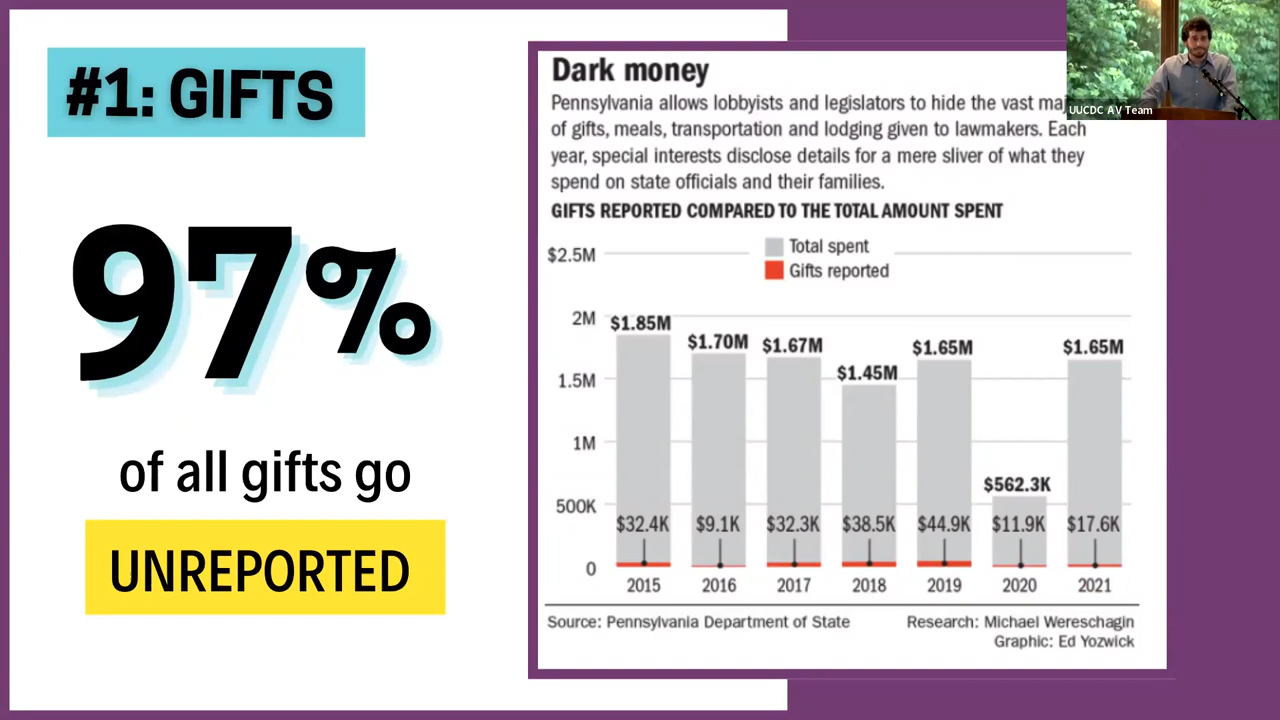 #1: GIFTS
97%
of all gifts go
UNREPORTED
Dark money
Pennsylvania allows lobbyists and legislators to hide the vast
of gifts, meals, transportation and lodging given to lawmakers. Each
year, special interests disclose details for a mere sliver of what they
spend on state officials and their families.
GIFTS REPORTED COMPARED TO THE TOTAL AMOUNT SPENT
Total spent
Gifts reported
$2.5M
2M
1.5M
1M
500K
0
$1.85M
$1.70M
$1.67M
$1.45M
$1.65M
$562.3K
$1.65M
$32.4K
$9.1K
$32.3K
$38.5K
$44.9K
$11.9K
$17.6K
2015
2016
2017
2018
2019
2020
2021
Source: Pennsylvania Department of State
Research: Michael Wereschagin
Graphic: Ed Yozwick
UUCDC AV Team